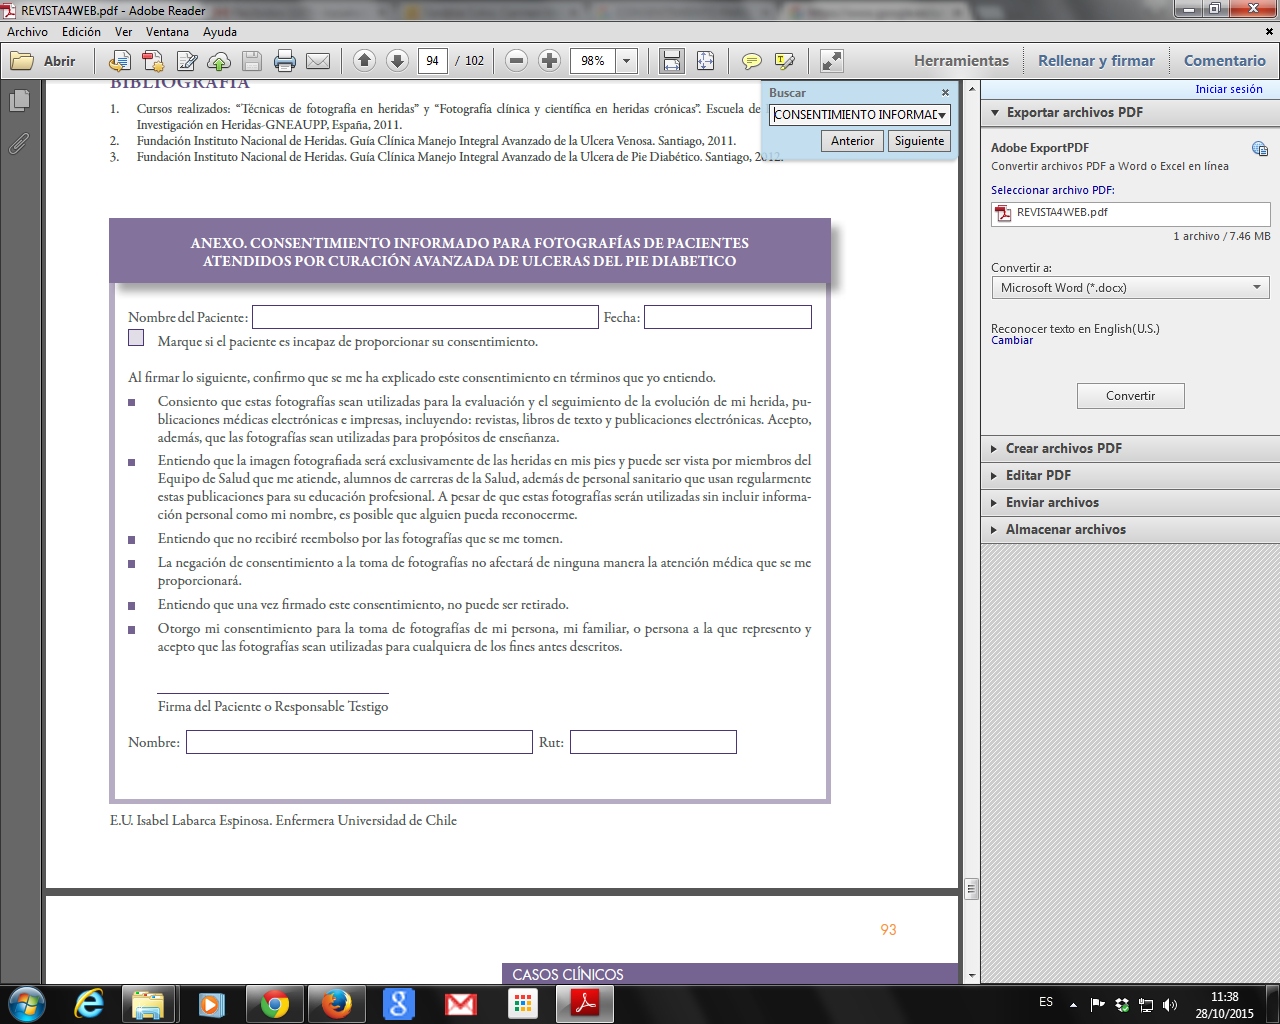 REVISTA4WEB.pdf - Adobe Reader
Archivo Edición Ver Ventana Ayuda
Abrir
94 / 102
98%
Herramientas Rellenar y firmar Comentario
BIBLIOGRAFÍA
1. Cursos realizados: “Técnicas de fotografía en heridas” y “Fotografía clínica y científica en heridas crónicas”. Escuela de
Investigación en Heridas-GNEAUPP, España, 2011.
2. Fundación Instituto Nacional de Heridas. Guía Clínica Manejo Integral Avanzado de la Ulcera Venosa. Santiago, 2011.
3. Fundación Instituto Nacional de Heridas. Guía Clínica Manejo Integral Avanzado de la Ulcera de Pie Diabético. Santiago, 2012.
Buscar
CONSENTIMIENTO INFORMAD
Anterior Siguiente
ANEXO. CONSENTIMIENTO INFORMADO PARA FOTOGRAFÍAS DE PACIENTES
ATENDIDOS POR CURACIÓN AVANZADA DE ULCERAS DEL PIE DIABETICO
Nombre del Paciente: Fecha:
Marque si el paciente es incapaz de proporcionar su consentimiento.
Al firmar lo siguiente, confirmo que se me ha explicado este consentimiento en términos que yo entiendo.
Consiento que estas fotografías sean utilizadas para la evaluación y el seguimiento de la evolución de mi herida, pu-
blicaciones médicas electrónicas e impresas, incluyendo: revistas, libros de texto y publicaciones electrónicas. Acepto,
además, que las fotografías sean utilizadas para propósitos de enseñanza.
Entiendo que la imagen fotografiada será exclusivamente de las heridas en mis pies y puede ser vista por miembros del
Equipo de Salud que me atiende, alumnos de carreras de la Salud, además de personal sanitario que usan regularmente
estas publicaciones para su educación profesional. A pesar de que estas fotografías serán utilizadas sin incluir informa-
ción personal como mi nombre, es posible que alguien pueda reconocerme.
Entiendo que no recibiré reembolso por las fotografías que se me tomen.
La negación de consentimiento a la toma de fotografías no afectará de ninguna manera la atención médica que se me
proporcionará.
Entiendo que una vez firmado este consentimiento, no puede ser retirado.
Otorgo mi consentimiento para la toma de fotografías de mi persona, mi familiar, o persona a la que represento y
acepto que las fotografías sean utilizadas para cualquiera de los fines antes descritos.
Firma del Paciente o Responsable Testigo
Nombre: Rut:
E.U. Isabel Labarca Espinosa. Enfermera Universidad de Chile
93
CASOS CLÍNICOS
Iniciar sesión
Exportar archivos PDF
Adobe ExportPDF
Convertir archivos PDF a Word o Excel en línea
Seleccionar archivo PDF:
REVISTA4WEB.pdf
1 archivo / 7.46 MB
Convertir a:
Microsoft Word (*.docx)
Reconocer texto en English(U.S.)
Cambiar
Convertir
Crear archivos PDF
Editar PDF
Enviar archivos
Almacenar archivos
ES
11:38
28/10/2015